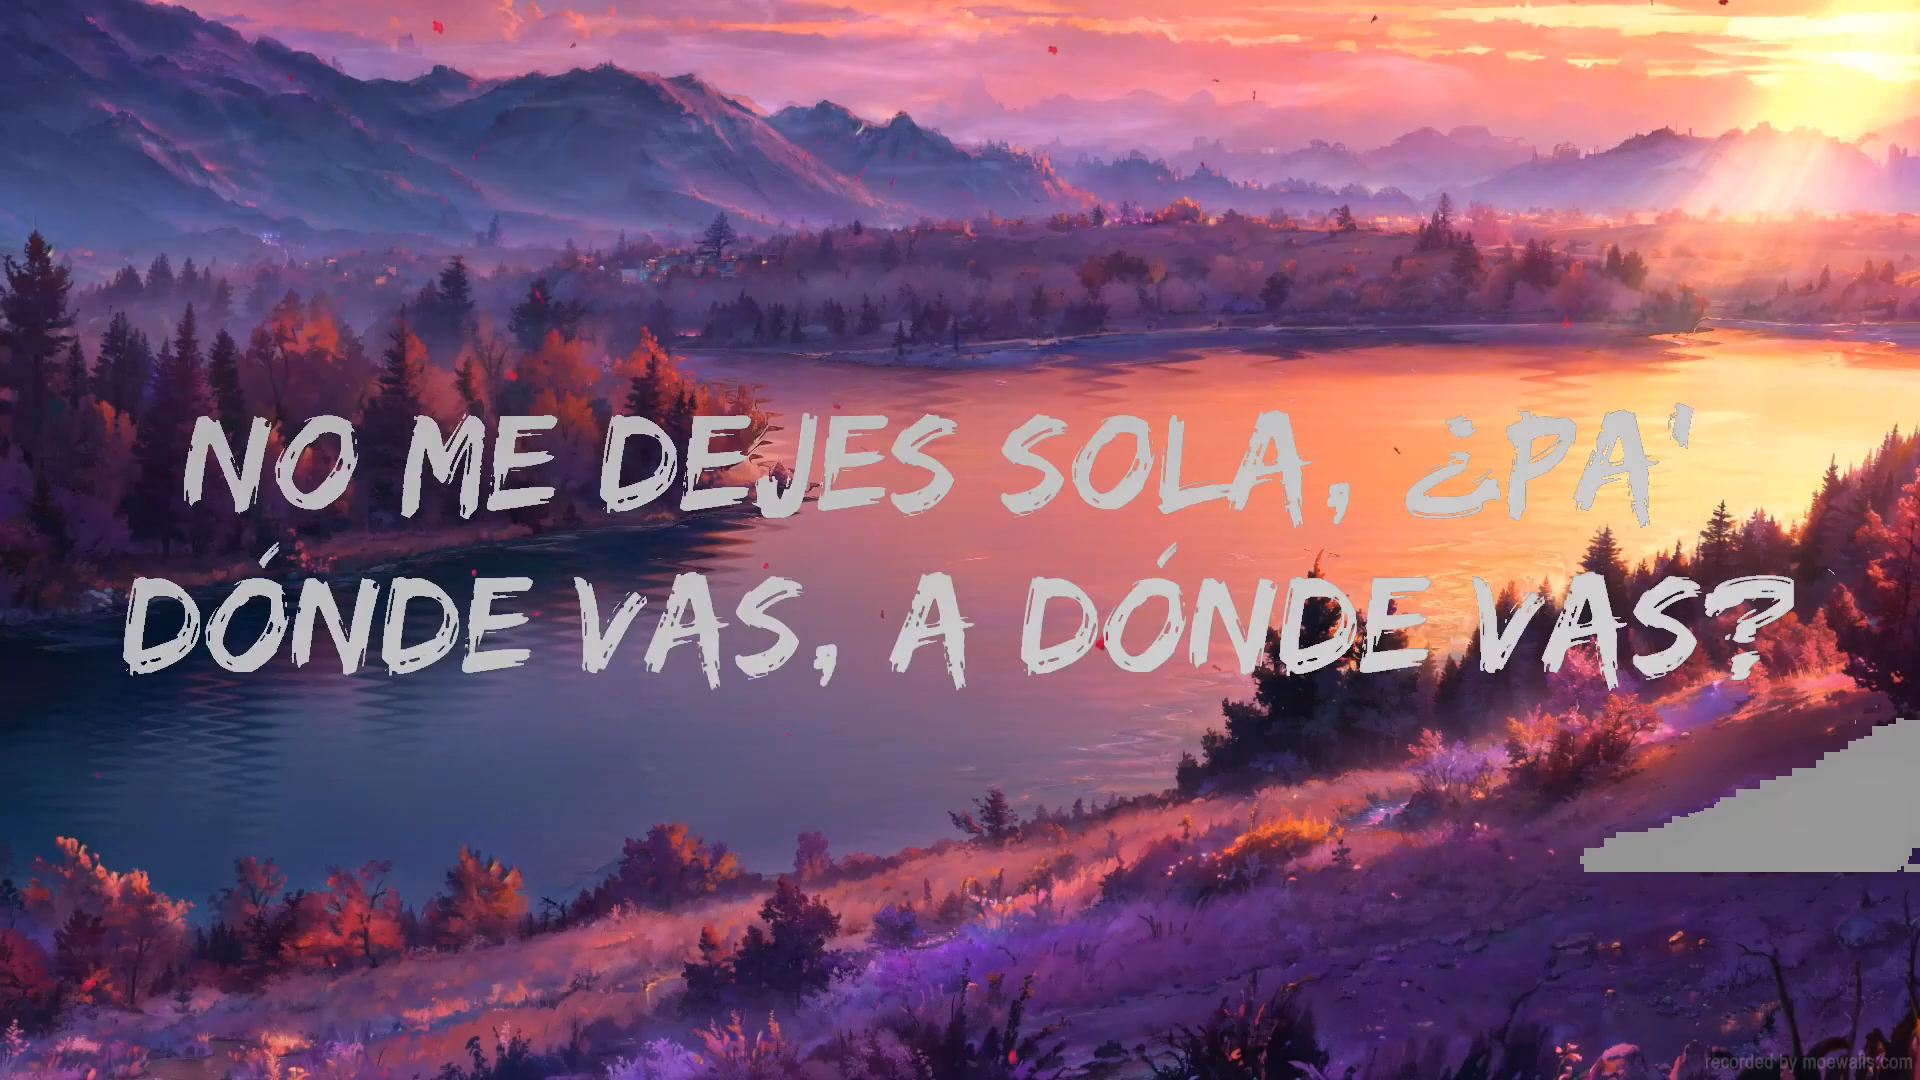 NO ME DEJES SOLA, ¿PA'
DÓNDE VAS, A DÓNDE VAS?
recorded by moewalls.com